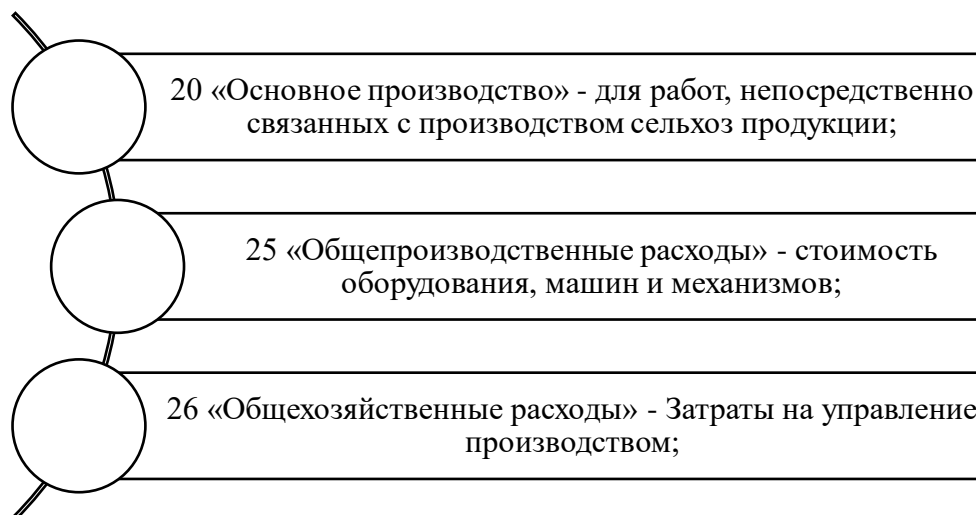 20 «Основное производство» - для работ, непосредственно
связанных с производством сельхоз продукции;
25 «Общепроизводственные расходы» - стоимость
оборудования, машин и механизмов;
26 «Общехозяйственные расходы» - Затраты на управление
производством;